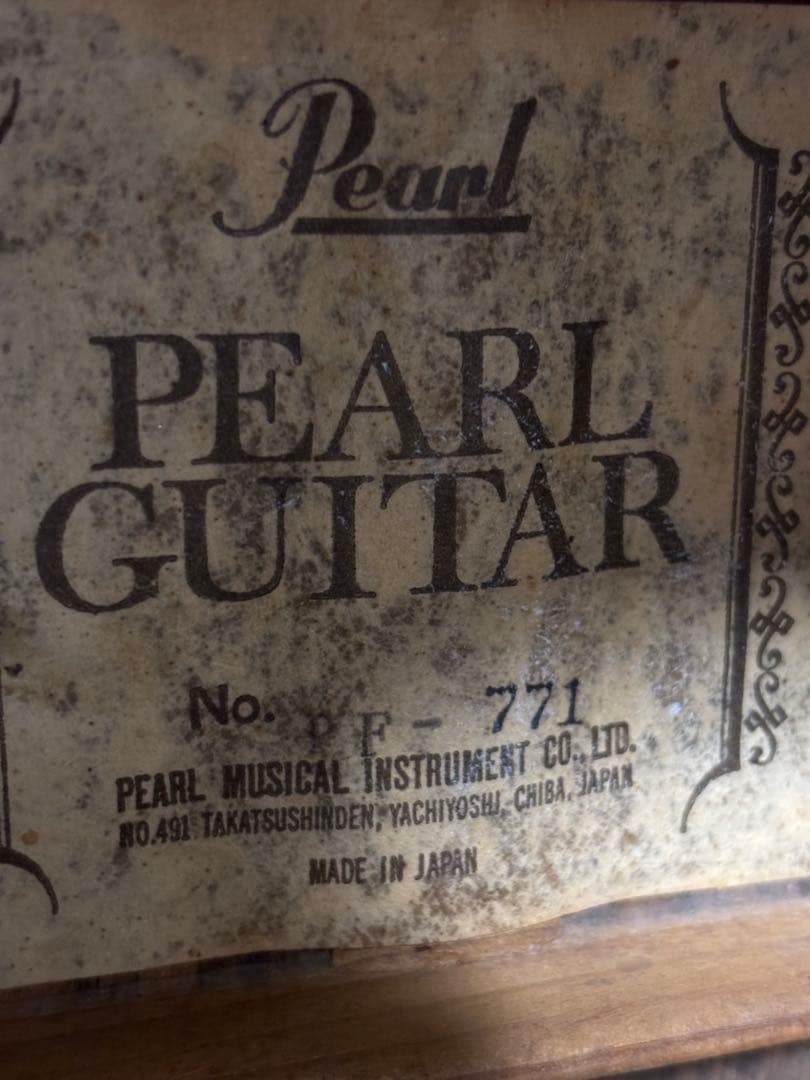 Pearl
PEARL
GUITAR
No. PF- 771
PEARL MUSICAL INSTRUMENT CO., LTD.
NO.491 TAKATSUSHINDEN, YACHIYOSHI, CHIBA, JAPAN
MADE IN JAPAN